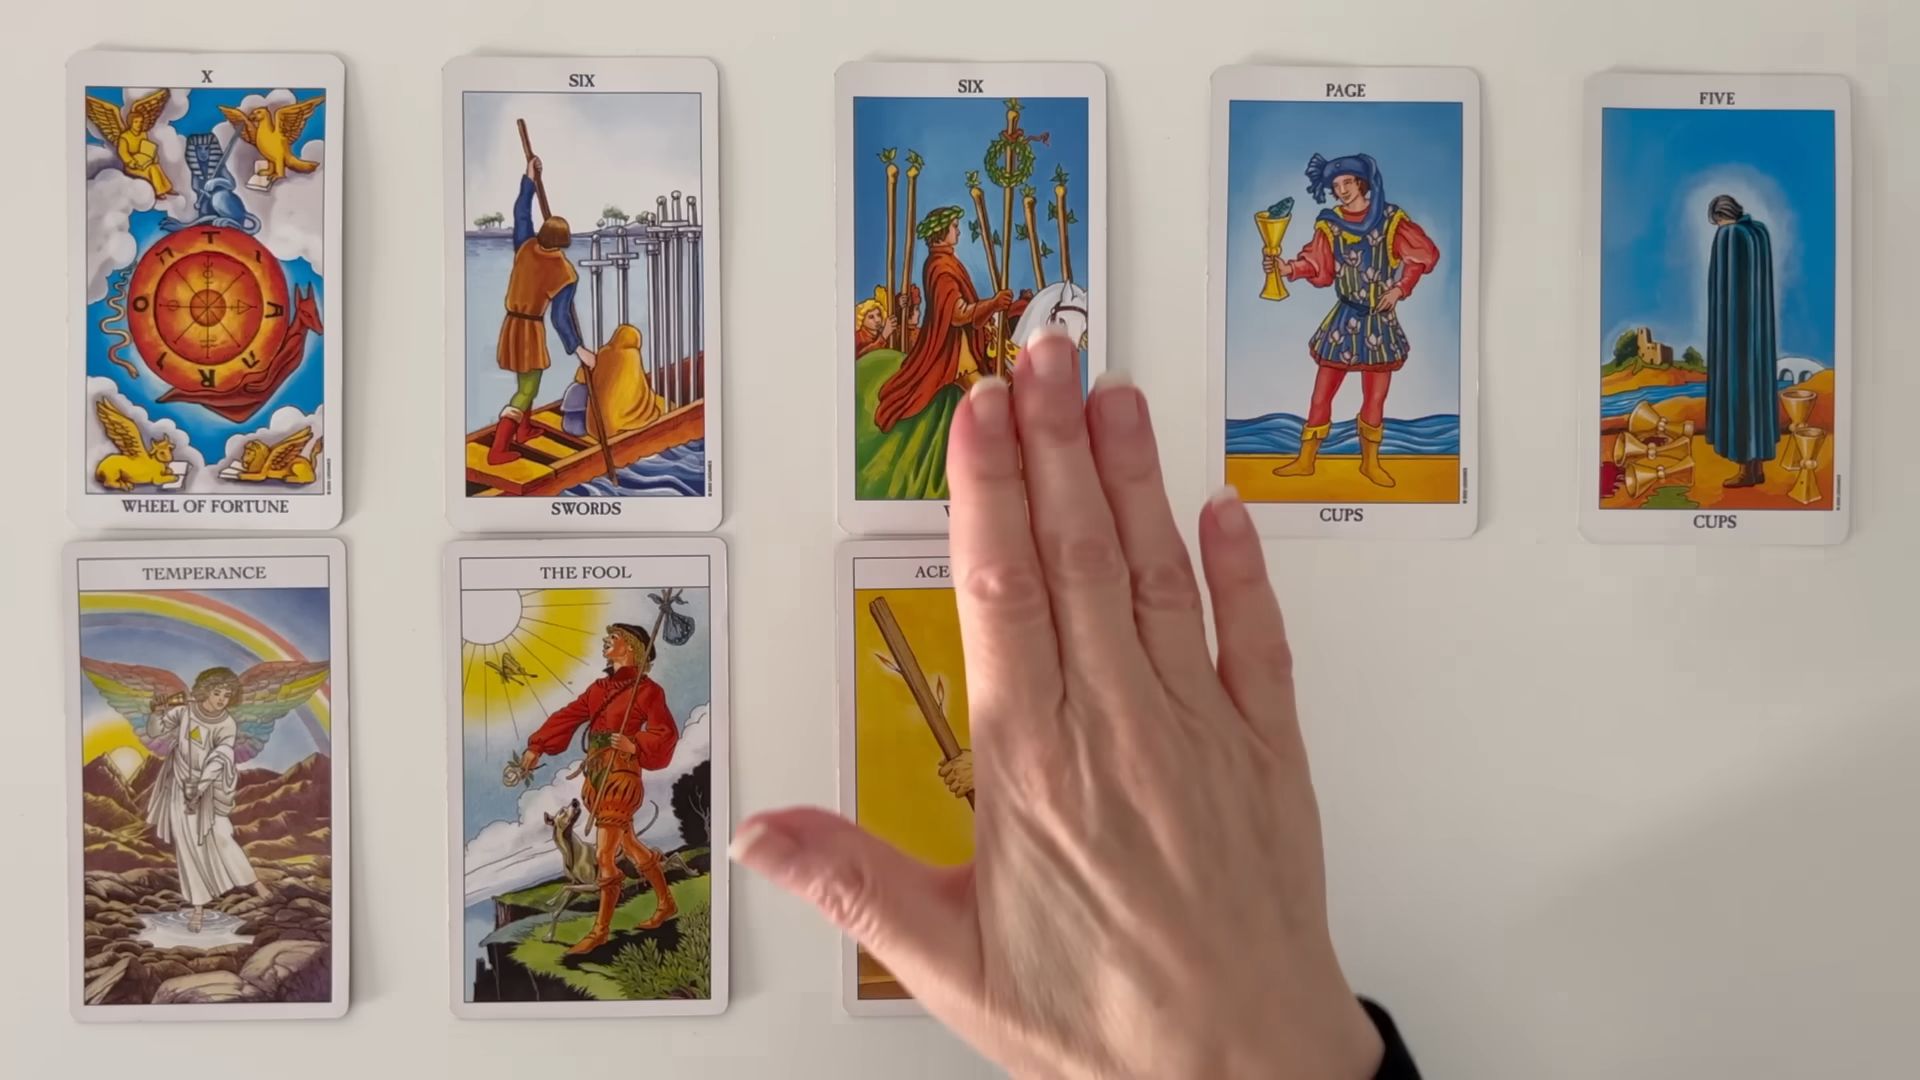 X
WHEEL OF FORTUNE
SIX
SWORDS
SIX
PAGE
CUPS
FIVE
CUPS
TEMPERANCE
THE FOOL
ACE